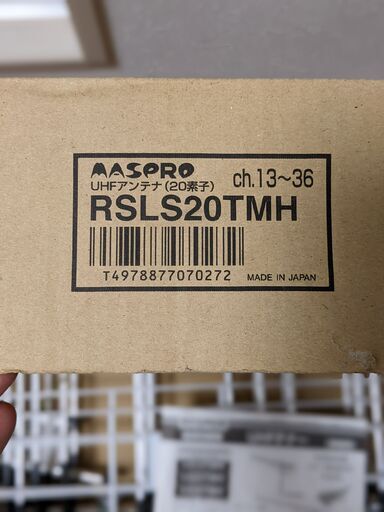 MASPRO
UHFアンテナ(20素子) ch.13~36
RSLS20TMH
T4978877070272 MADE IN JAPAN